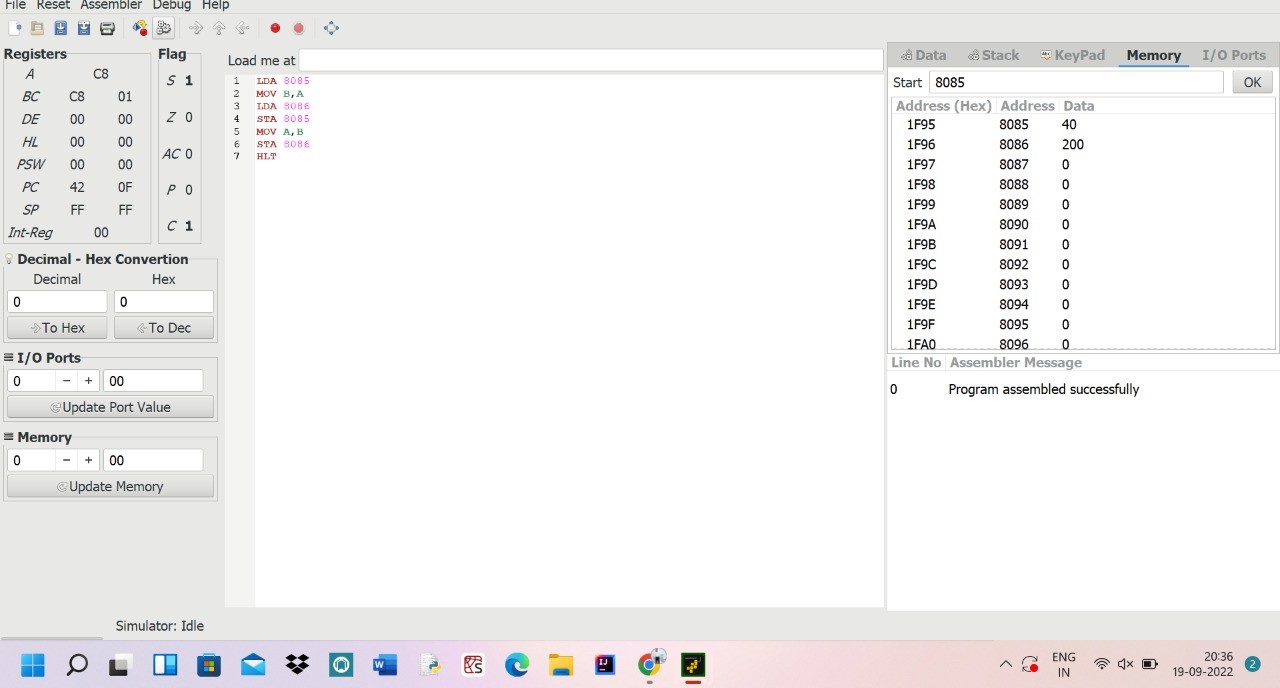 File Reset Assembler Debug Help
Registers
A C8
BC C8 01
DE 00 00
HL 00 00
PSW 00 00
PC 42 0F
SP FF FF
Int-Reg 00
Flag
S 1
Z 0
AC 0
P 0
C 1
Decimal - Hex Convertion
Decimal Hex
0 0
To Hex To Dec
I/O Ports
0 − + 00
Update Port Value
Memory
0 − + 00
Update Memory
Simulator: Idle
Load me at
1 LDA 8085
2 MOV B,A
3 LDA 8086
4 STA 8085
5 MOV A,B
6 STA 8086
7 HLT
Data Stack KeyPad Memory I/O Ports
Start 8085 OK
Address (Hex) Address Data
1F95 8085 40
1F96 8086 200
1F97 8087 0
1F98 8088 0
1F99 8089 0
1F9A 8090 0
1F9B 8091 0
1F9C 8092 0
1F9D 8093 0
1F9E 8094 0
1F9F 8095 0
1FA0 8096 0
Line No Assembler Message
0 Program assembled successfully
ENG
IN
20:36
19-09-2022
2